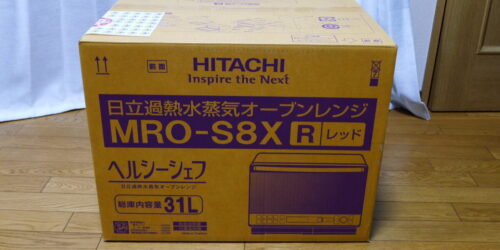 前面
HITACHI
Inspire the Next
日立過熱水蒸気オーブンレンジ
MRO-S8X R レッド
ヘルシーシェフ
日立過熱水蒸気オーブンレンジ
総庫内容量 31L